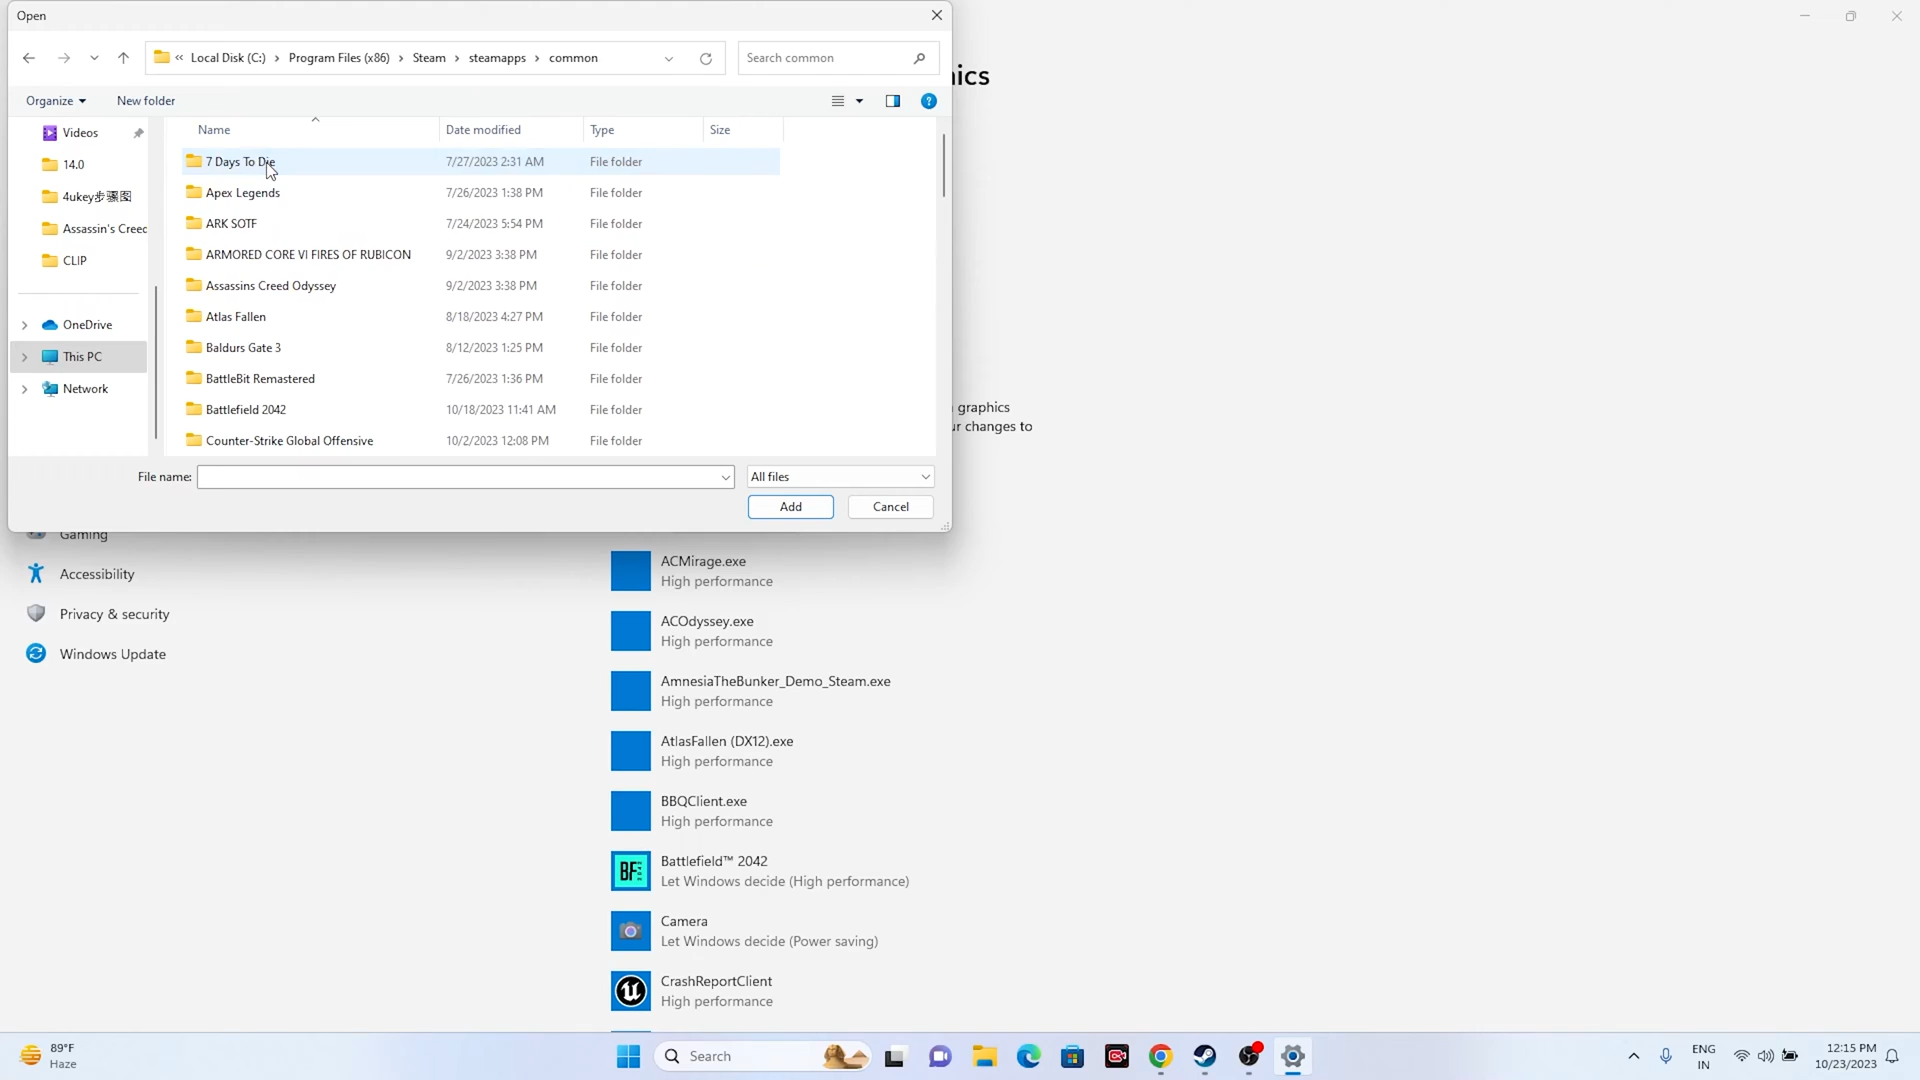 Open
« Local Disk (C:) › Program Files (x86) › Steam › steamapps › common
Search common
Organize
New folder
Videos
14.0
4ukey步骤图
Assassin's Creed
CLIP
OneDrive
This PC
Network
Name Date modified Type Size
7 Days To Die 7/27/2023 2:31 AM File folder
Apex Legends 7/26/2023 1:38 PM File folder
ARK SOTF 7/24/2023 5:54 PM File folder
ARMORED CORE VI FIRES OF RUBICON 9/2/2023 3:38 PM File folder
Assassins Creed Odyssey 9/2/2023 3:38 PM File folder
Atlas Fallen 8/18/2023 4:27 PM File folder
Baldurs Gate 3 8/12/2023 1:25 PM File folder
BattleBit Remastered 7/26/2023 1:36 PM File folder
Battlefield 2042 10/18/2023 11:41 AM File folder
Counter-Strike Global Offensive 10/2/2023 12:08 PM File folder
File name:
All files
Add
Cancel
ics
graphics
ur changes to
Gaming
Accessibility
Privacy & security
Windows Update
ACMirage.exe
High performance
ACOdyssey.exe
High performance
AmnesiaTheBunker_Demo_Steam.exe
High performance
AtlasFallen (DX12).exe
High performance
BBQClient.exe
High performance
Battlefield™ 2042
Let Windows decide (High performance)
Camera
Let Windows decide (Power saving)
CrashReportClient
High performance
89°F
Haze
Search
ENG
IN
12:15 PM
10/23/2023